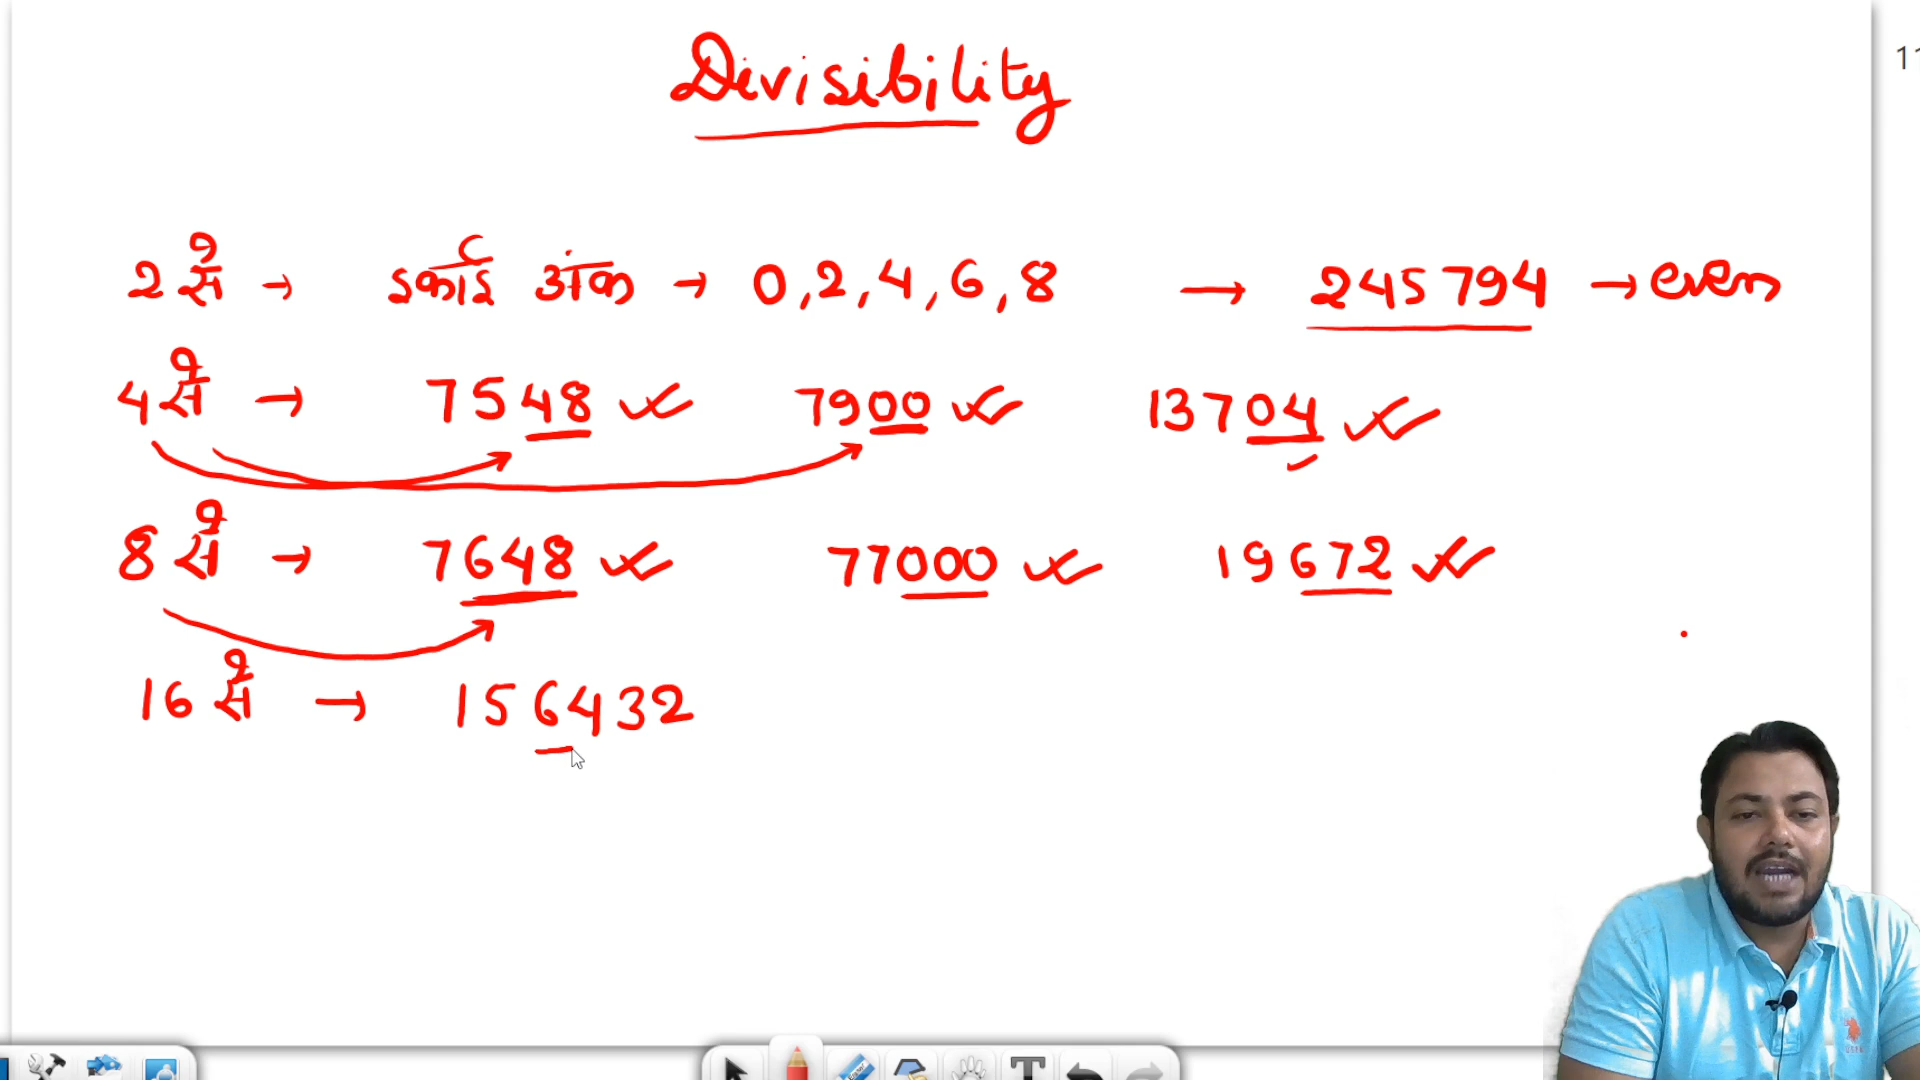 Divisibility
11
2 से → इकाई अंक → 0, 2, 4, 6, 8 → 245794 → even
4 से → 7548 ✓✓ 7900 ✓✓ 13704 ✓✓
8 से → 7648 ✓✓ 77000 ✓✓ 19672 ✓✓
16 से → 156432